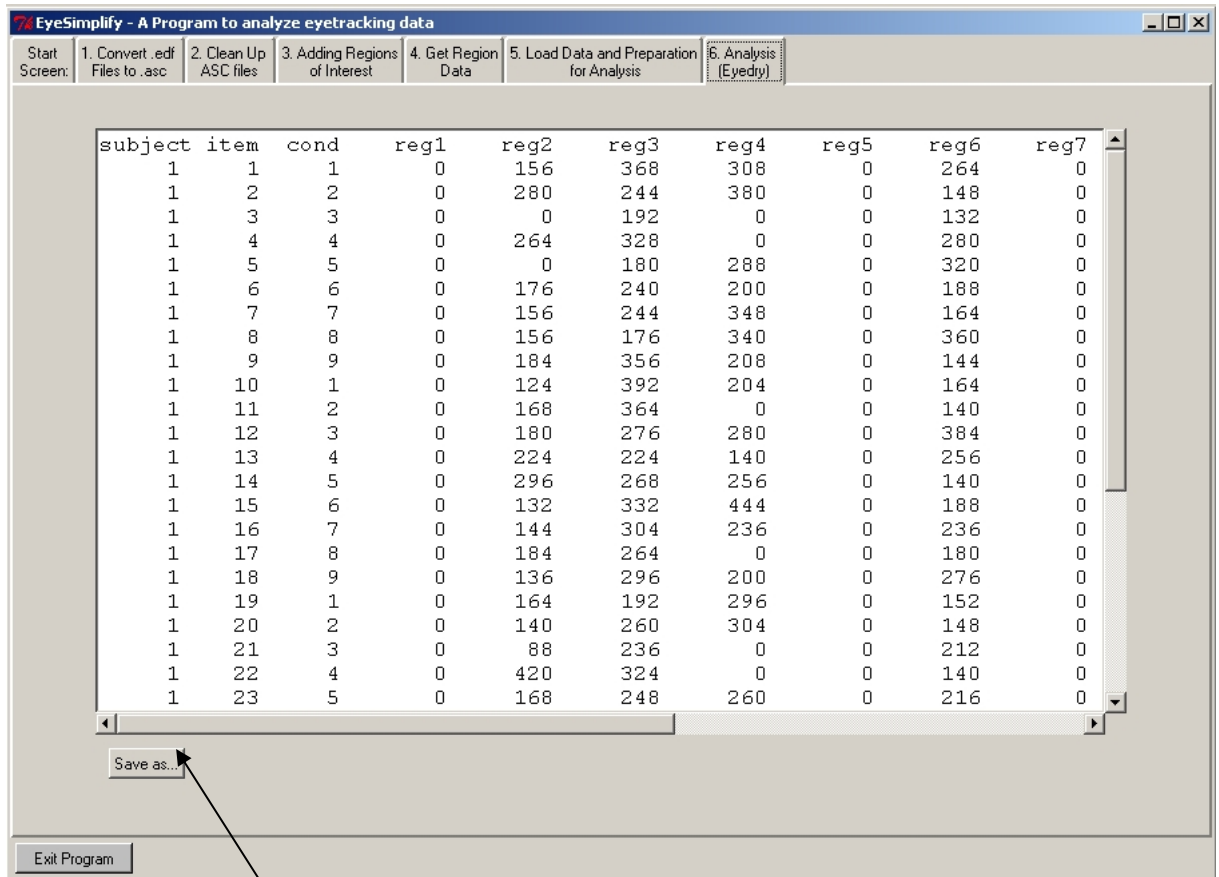 EyeSimplify - A Program to analyze eyetracking data
Start Screen:
1. Convert .edf Files to .asc
2. Clean Up ASC files
3. Adding Regions of Interest
4. Get Region Data
5. Load Data and Preparation for Analysis
6. Analysis (Eyedry)
subject item cond reg1 reg2 reg3 reg4 reg5 reg6 reg7
1 1 1 0 156 368 308 0 264 0
1 2 2 0 280 244 380 0 148 0
1 3 3 0 0 192 0 0 132 0
1 4 4 0 264 328 0 0 280 0
1 5 5 0 0 180 288 0 320 0
1 6 6 0 176 240 200 0 188 0
1 7 7 0 156 244 348 0 164 0
1 8 8 0 156 176 340 0 360 0
1 9 9 0 184 356 208 0 144 0
1 10 1 0 124 392 204 0 164 0
1 11 2 0 168 364 0 0 140 0
1 12 3 0 180 276 280 0 384 0
1 13 4 0 224 224 140 0 256 0
1 14 5 0 296 268 256 0 140 0
1 15 6 0 132 332 444 0 188 0
1 16 7 0 144 304 236 0 236 0
1 17 8 0 184 264 0 0 180 0
1 18 9 0 136 296 200 0 276 0
1 19 1 0 164 192 296 0 152 0
1 20 2 0 140 260 304 0 148 0
1 21 3 0 88 236 0 0 212 0
1 22 4 0 420 324 0 0 140 0
1 23 5 0 168 248 260 0 216 0
Save as...
Exit Program